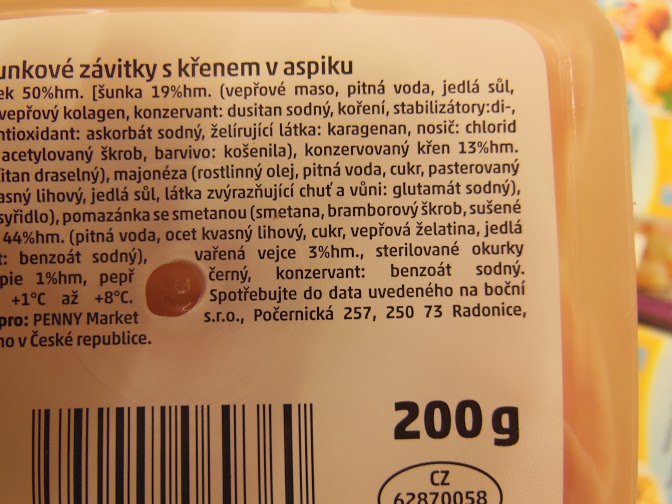 unkové závitky s křenem v aspiku
ek 50%hm. [šunka 19%hm. (vepřové maso, pitná voda, jedlá sůl,
vepřový kolagen, konzervant: dusitan sodný, koření, stabilizátory:di-,
ntioxidant: askorbát sodný, želírující látka: karagenan, nosič: chlorid
acetylovaný škrob, barvivo: košenila), konzervovaný křen 13%hm.
itan draselný), majonéza (rostlinný olej, pitná voda, cukr, pasterovaný
asný lihový, jedlá sůl, látka zvýrazňující chuť a vůni: glutamát sodný),
syřidlo), pomazánka se smetanou (smetana, bramborový škrob, sušené
44%hm. (pitná voda, ocet kvasný lihový, cukr, vepřová želatina, jedlá
t: benzoát sodný), vařená vejce 3%hm., sterilované okurky
pie 1%hm, pepř černý, konzervant: benzoát sodný.
+1°C až +8°C. Spotřebujte do data uvedeného na boční
pro: PENNY Market s.r.o., Počernická 257, 250 73 Radonice,
no v České republice.
200g
CZ
62870058